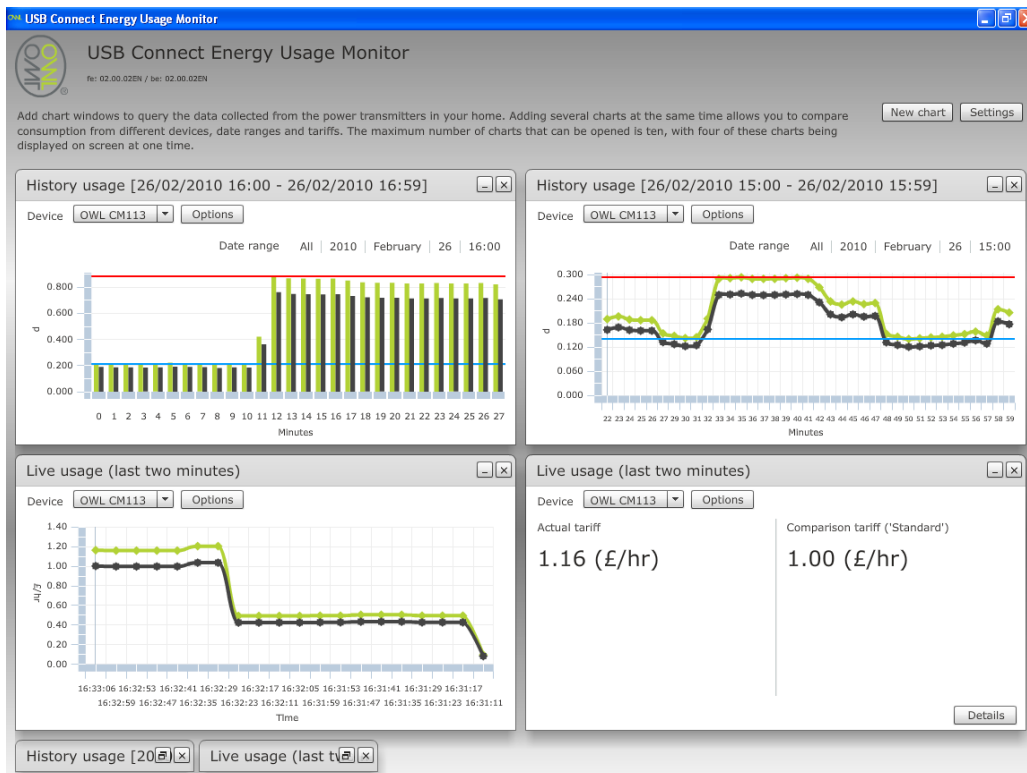 OWL USB Connect Energy Usage Monitor
OWL OWL ®
USB Connect Energy Usage Monitor
fe: 02.00.02EN / be: 02.00.02EN
Add chart windows to query the data collected from the power transmitters in your home. Adding several charts at the same time allows you to compare
consumption from different devices, date ranges and tariffs. The maximum number of charts that can be opened is ten, with four of these charts being
displayed on screen at one time.
New chart Settings
History usage [26/02/2010 16:00 - 26/02/2010 16:59]
Device OWL CM113 Options
Date range All 2010 February 26 16:00
0.800
0.600
0.400
0.200
0.000
p
0 1 2 3 4 5 6 7 8 9 10 11 12 13 14 15 16 17 18 19 20 21 22 23 24 25 26 27
Minutes
History usage [26/02/2010 15:00 - 26/02/2010 15:59]
Device OWL CM113 Options
Date range All 2010 February 26 15:00
0.300
0.240
0.180
0.120
0.060
0.000
p
22 23 24 25 26 27 29 30 31 32 33 34 35 36 37 38 39 40 41 42 43 44 45 46 47 48 49 50 51 52 53 54 55 56 57 58 59
Minutes
Live usage (last two minutes)
Device OWL CM113 Options
1.40
1.20
1.00
0.80
0.60
0.40
0.20
0.00
£/hr
16:33:06 16:32:53 16:32:41 16:32:29 16:32:17 16:32:05 16:31:53 16:31:41 16:31:29 16:31:17
16:32:59 16:32:47 16:32:35 16:32:23 16:32:11 16:31:59 16:31:47 16:31:35 16:31:23 16:31:11
Time
Live usage (last two minutes)
Device OWL CM113 Options
Actual tariff
1.16 (£/hr)
Comparison tariff ('Standard')
1.00 (£/hr)
Details
History usage [20
Live usage (last tw